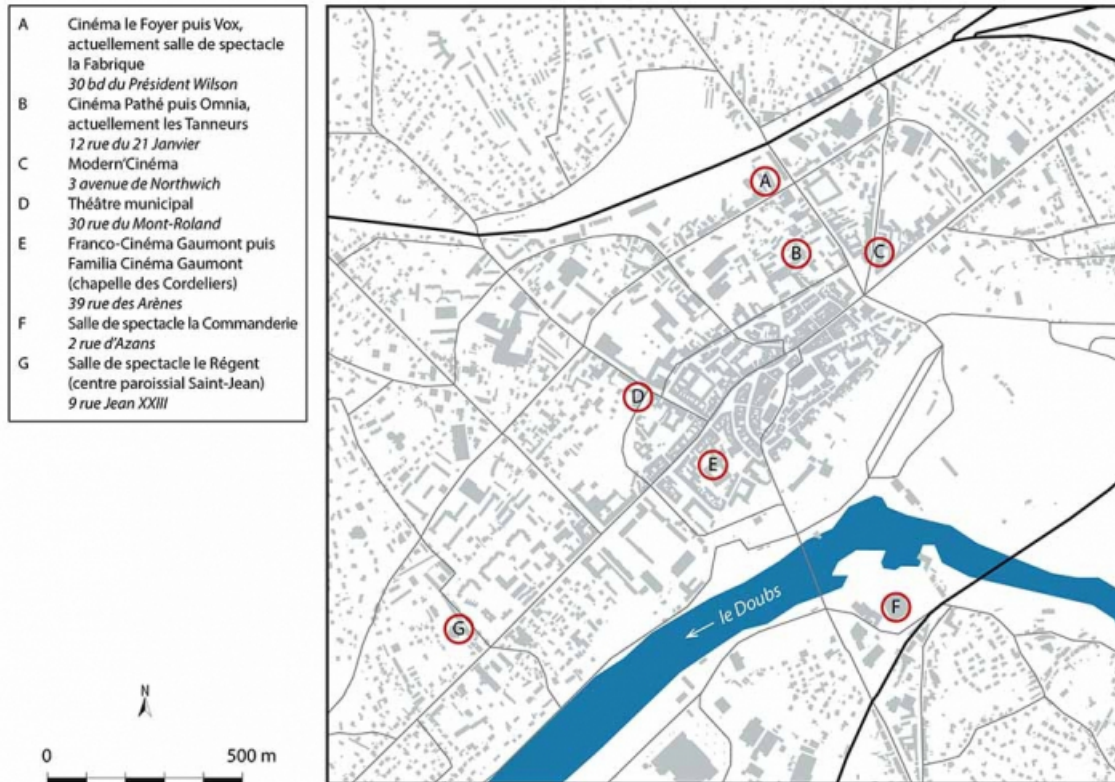 A Cinéma le Foyer puis Vox,
actuellement salle de spectacle
la Fabrique
30 bd du Président Wilson
B Cinéma Pathé puis Omnia,
actuellement les Tanneurs
12 rue du 21 Janvier
C Modern'Cinéma
3 avenue de Northwich
D Théâtre municipal
30 rue du Mont-Roland
E Franco-Cinéma Gaumont puis
Familia Cinéma Gaumont
(chapelle des Cordeliers)
39 rue des Arènes
F Salle de spectacle la Commanderie
2 rue d'Azans
G Salle de spectacle le Régent
(centre paroissial Saint-Jean)
9 rue Jean XXIII
N
0 500 m
A
B
C
D
E
F
G
← le Doubs